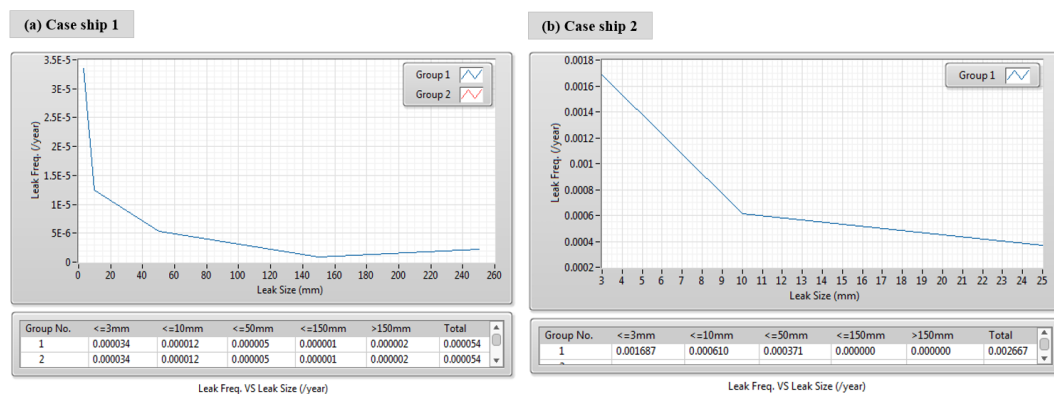 (a) Case ship 1
3.5E-5
3E-5
2.5E-5
2E-5
1.5E-5
1E-5
5E-6
0
Leak Freq. (/year)
0 20 40 60 80 100 120 140 160 180 200 220 240 260
Leak Size (mm)
Group 1
Group 2
Group No. <=3mm <=10mm <=50mm <=150mm >150mm Total
1 0.000034 0.000012 0.000005 0.000001 0.000002 0.000054
2 0.000034 0.000012 0.000005 0.000001 0.000002 0.000054
Leak Freq. VS Leak Size (/year)
(b) Case ship 2
0.0018
0.0016
0.0014
0.0012
0.001
0.0008
0.0006
0.0004
0.0002
Leak Freq. (/year)
3 4 5 6 7 8 9 10 11 12 13 14 15 16 17 18 19 20 21 22 23 24 25
Leak Size (mm)
Group 1
Group No. <=3mm <=10mm <=50mm <=150mm >150mm Total
1 0.001687 0.000610 0.000371 0.000000 0.000000 0.002667
Leak Freq. VS Leak Size (/year)